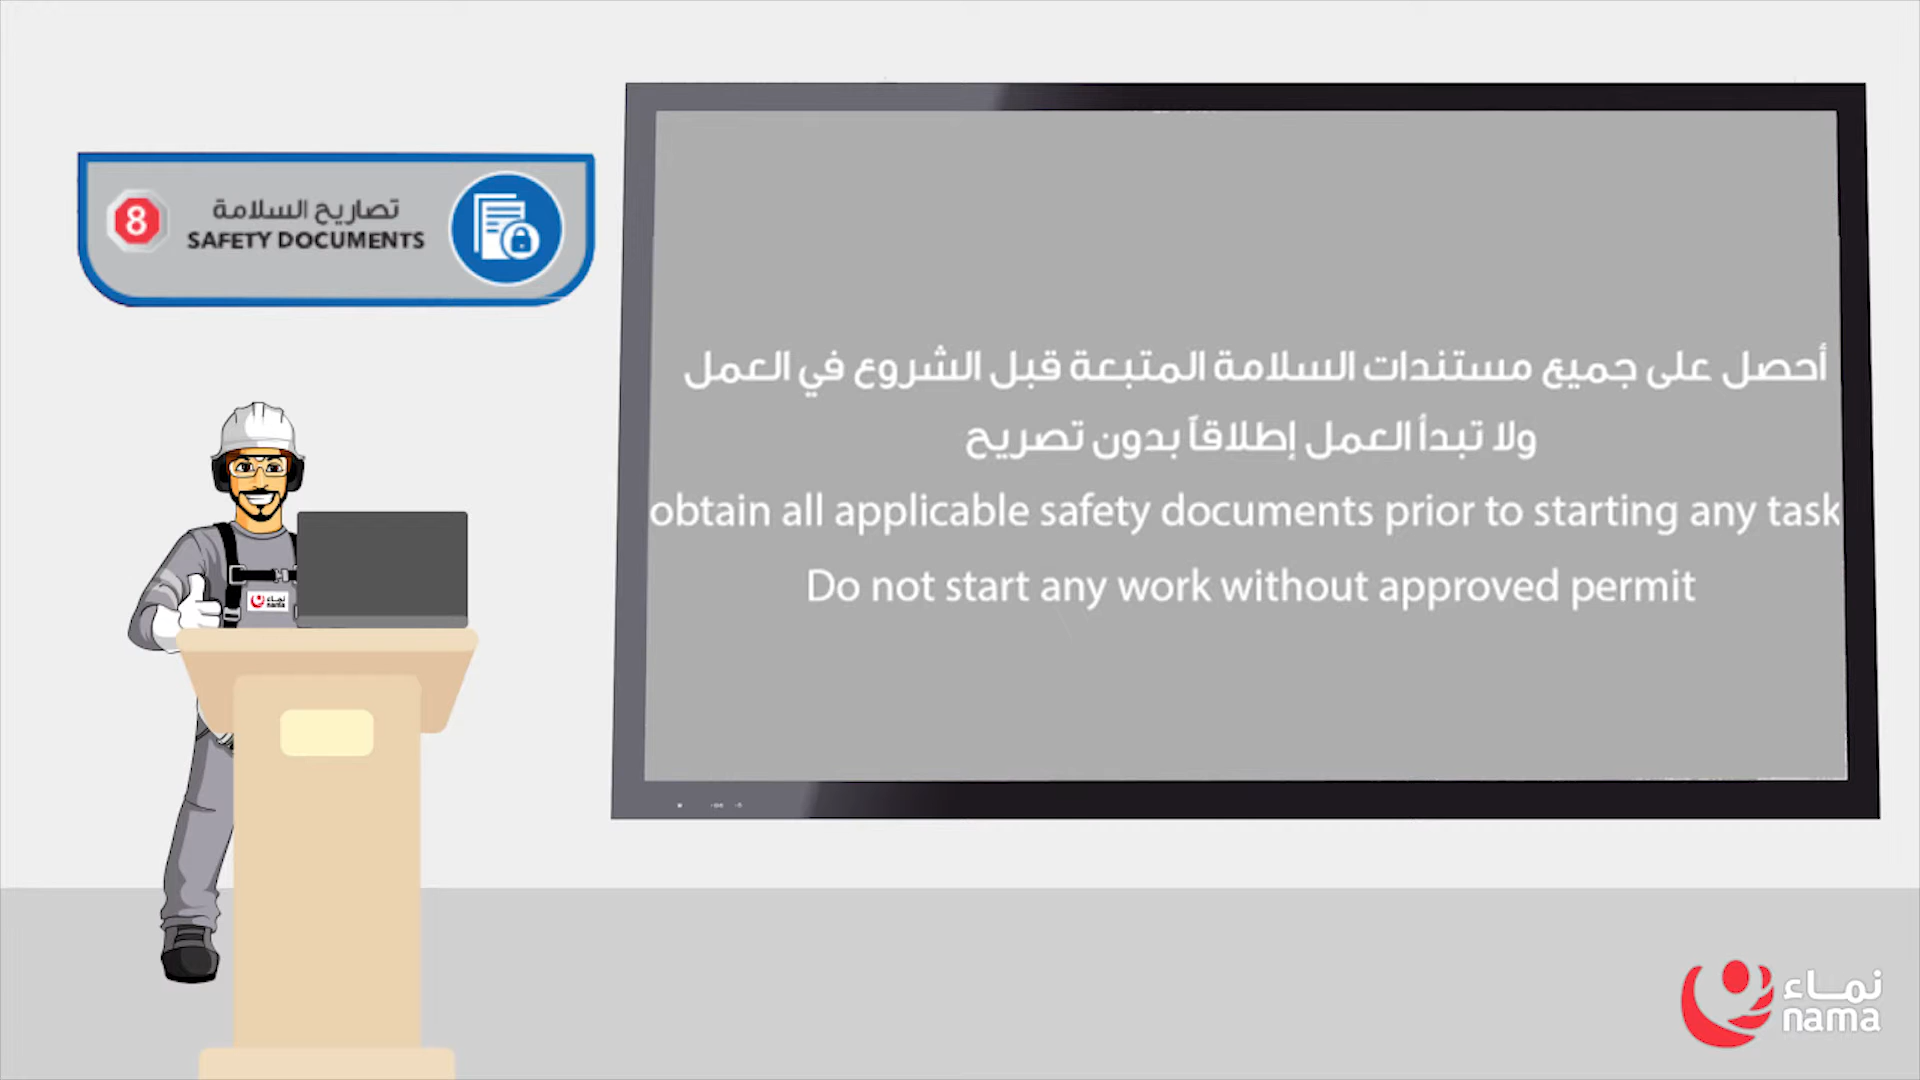 8
تصاريح السلامة
SAFETY DOCUMENTS
أحصل على جميع مستندات السلامة المتبعة قبل الشروع في العمل
ولا تبدأ العمل إطلاقاً بدون تصريح
obtain all applicable safety documents prior to starting any task
Do not start any work without approved permit
نماء
nama
نماء
nama